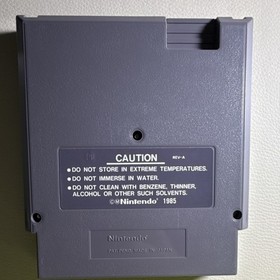 CAUTION
REV-A
●DO NOT STORE IN EXTREME TEMPERATURES.
●DO NOT IMMERSE IN WATER.
●DO NOT CLEAN WITH BENZENE, THINNER,
ALCOHOL OR OTHER SUCH SOLVENTS.
©®Nintendo 1985
Nintendo